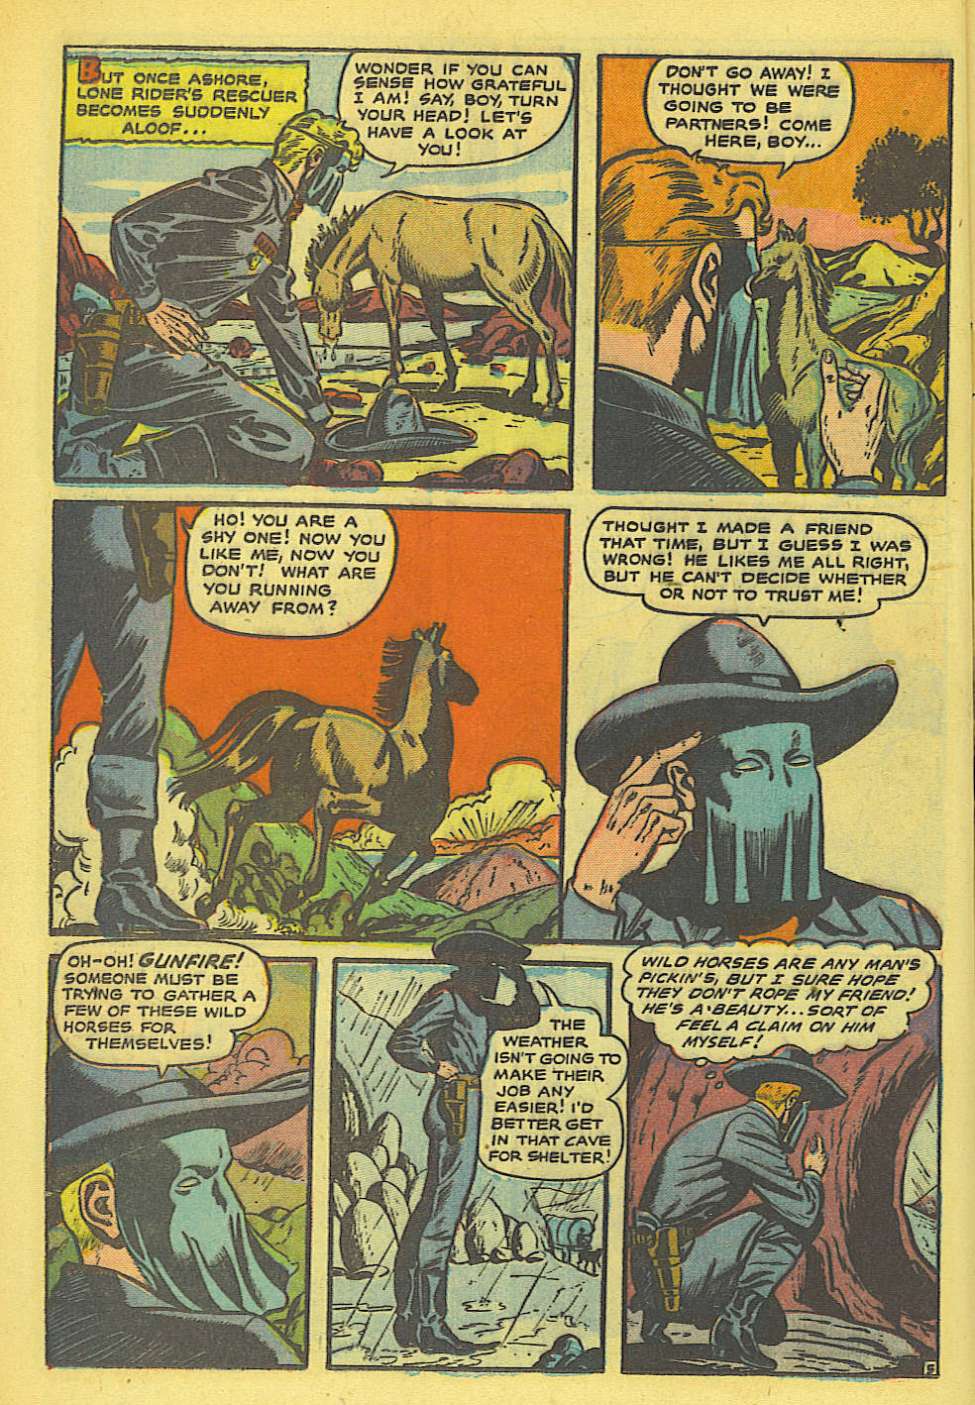 BUT ONCE ASHORE,
LONE RIDER'S RESCUER
BECOMES SUDDENLY
ALOOF...
WONDER IF YOU CAN
SENSE HOW GRATEFUL
I AM! SAY, BOY, TURN
YOUR HEAD! LET'S
HAVE A LOOK AT
YOU!
DON'T GO AWAY! I
THOUGHT WE WERE
GOING TO BE
PARTNERS! COME
HERE, BOY...
HO! YOU ARE A
SHY ONE! NOW YOU
LIKE ME, NOW YOU
DON'T! WHAT ARE
YOU RUNNING
AWAY FROM?
THOUGHT I MADE A FRIEND
THAT TIME, BUT I GUESS I WAS
WRONG! HE LIKES ME ALL RIGHT,
BUT HE CAN'T DECIDE WHETHER
OR NOT TO TRUST ME!
OH-OH! GUNFIRE!
SOMEONE MUST BE
TRYING TO GATHER A
FEW OF THESE WILD
HORSES FOR
THEMSELVES!
THE
WEATHER
ISN'T GOING TO
MAKE THEIR
JOB ANY
EASIER! I'D
BETTER GET
IN THAT CAVE
FOR SHELTER!
WILD HORSES ARE ANY MAN'S
PICKIN'S, BUT I SURE HOPE
THEY DON'T ROPE MY FRIEND!
HE'S A BEAUTY...SORT OF
FEEL A CLAIM ON HIM
MYSELF!
5